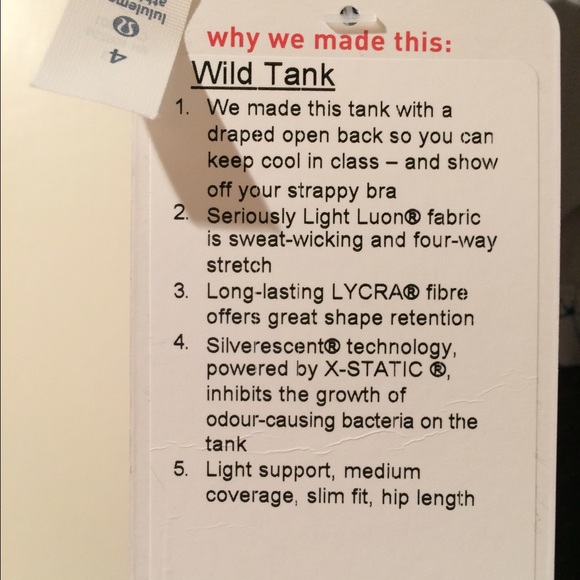 lululemo
4
why we made this:
Wild Tank
1. We made this tank with a
draped open back so you can
keep cool in class – and show
off your strappy bra
2. Seriously Light Luon® fabric
is sweat-wicking and four-way
stretch
3. Long-lasting LYCRA® fibre
offers great shape retention
4. Silverescent® technology,
powered by X-STATIC ®,
inhibits the growth of
odour-causing bacteria on the
tank
5. Light support, medium
coverage, slim fit, hip length